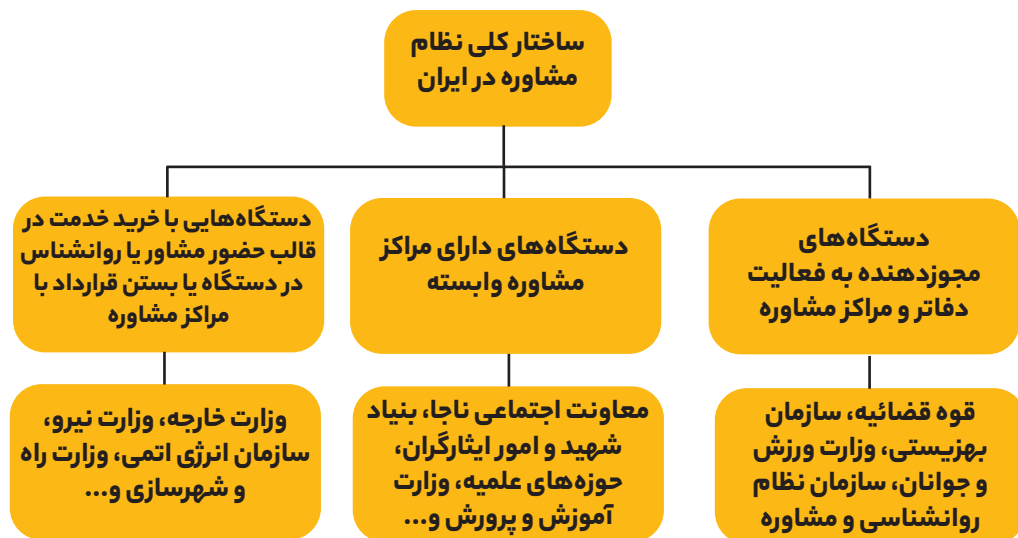 ساختار کلی نظام
مشاوره در ایران
دستگاه‌های
مجوزدهنده به فعالیت
دفاتر و مراکز مشاوره
دستگاه‌های دارای مراکز
مشاوره وابسته
دستگاه‌هایی با خرید خدمت در
قالب حضور مشاور یا روانشناس
در دستگاه یا بستن قرارداد با
مراکز مشاوره
قوه قضائیه، سازمان
بهزیستی، وزارت ورزش
و جوانان، سازمان نظام
روانشناسی و مشاوره
معاونت اجتماعی ناجا، بنیاد
شهید و امور ایثارگران،
حوزه‌های علمیه، وزارت
آموزش و پرورش و...
وزارت خارجه، وزارت نیرو،
سازمان انرژی اتمی، وزارت راه
و شهرسازی و...